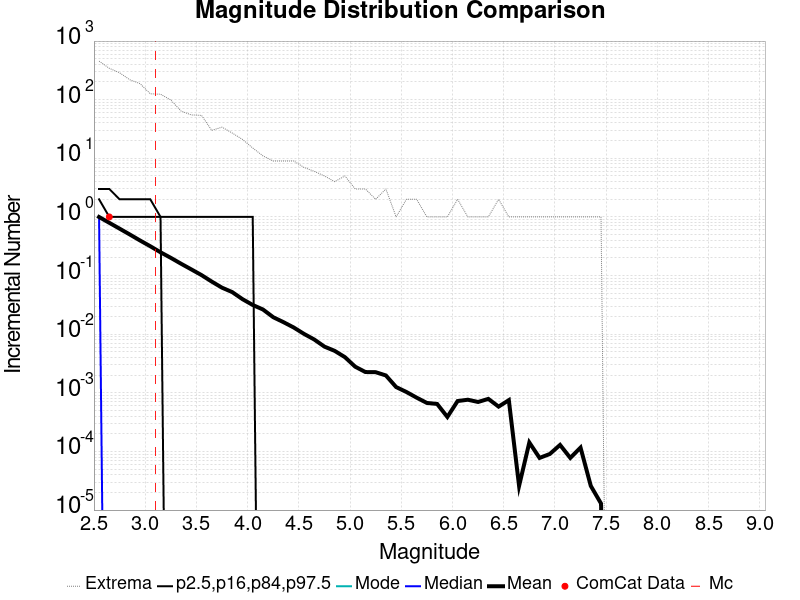 Magnitude Distribution Comparison
10^3
10^2
10^1
10^0
10^-1
10^-2
10^-3
10^-4
10^-5
Incremental Number
2.5 3.0 3.5 4.0 4.5 5.0 5.5 6.0 6.5 7.0 7.5 8.0 8.5 9.0
Magnitude
Extrema p2.5,p16,p84,p97.5 Mode Median Mean ComCat Data Mc